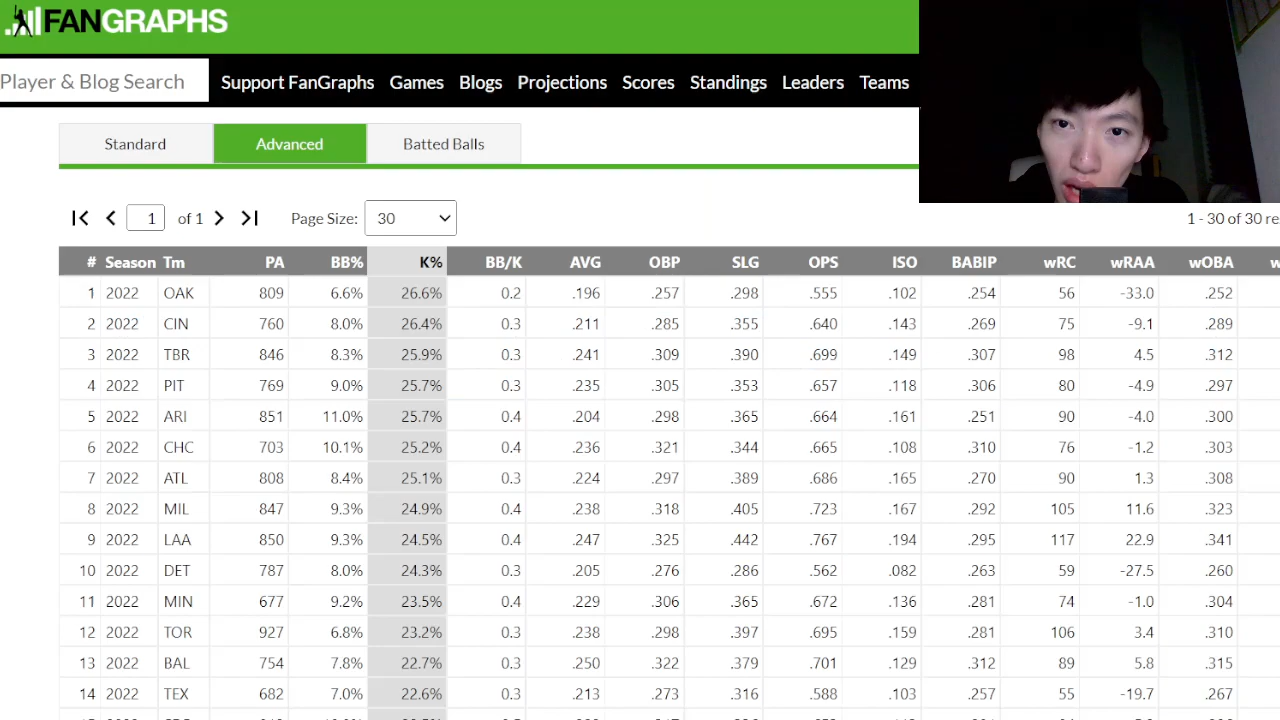 FANGRAPHS
Player & Blog Search Support FanGraphs Games Blogs Projections Scores Standings Leaders Teams
Standard Advanced Batted Balls
1 of 1 Page Size: 30 1 - 30 of 30
# Season Tm PA BB% K% BB/K AVG OBP SLG OPS ISO BABIP wRC wRAA wOBA
1 2022 OAK 809 6.6% 26.6% 0.2 .196 .257 .298 .555 .102 .254 56 -33.0 .252
2 2022 CIN 760 8.0% 26.4% 0.3 .211 .285 .355 .640 .143 .269 75 -9.1 .289
3 2022 TBR 846 8.3% 25.9% 0.3 .241 .309 .390 .699 .149 .307 98 4.5 .312
4 2022 PIT 769 9.0% 25.7% 0.3 .235 .305 .353 .657 .118 .306 80 -4.9 .297
5 2022 ARI 851 11.0% 25.7% 0.4 .204 .298 .365 .664 .161 .251 90 -4.0 .300
6 2022 CHC 703 10.1% 25.2% 0.4 .236 .321 .344 .665 .108 .310 76 -1.2 .303
7 2022 ATL 808 8.4% 25.1% 0.3 .224 .297 .389 .686 .165 .270 90 1.3 .308
8 2022 MIL 847 9.3% 24.9% 0.4 .238 .318 .405 .723 .167 .292 105 11.6 .323
9 2022 LAA 850 9.3% 24.5% 0.4 .247 .325 .442 .767 .194 .295 117 22.9 .341
10 2022 DET 787 8.0% 24.3% 0.3 .205 .276 .286 .562 .082 .263 59 -27.5 .260
11 2022 MIN 677 9.2% 23.5% 0.4 .229 .306 .365 .672 .136 .281 74 -1.0 .304
12 2022 TOR 927 6.8% 23.2% 0.3 .238 .298 .397 .695 .159 .281 106 3.4 .310
13 2022 BAL 754 7.8% 22.7% 0.3 .250 .322 .379 .701 .129 .312 89 5.8 .315
14 2022 TEX 682 7.0% 22.6% 0.3 .213 .273 .316 .588 .103 .257 55 -19.7 .267